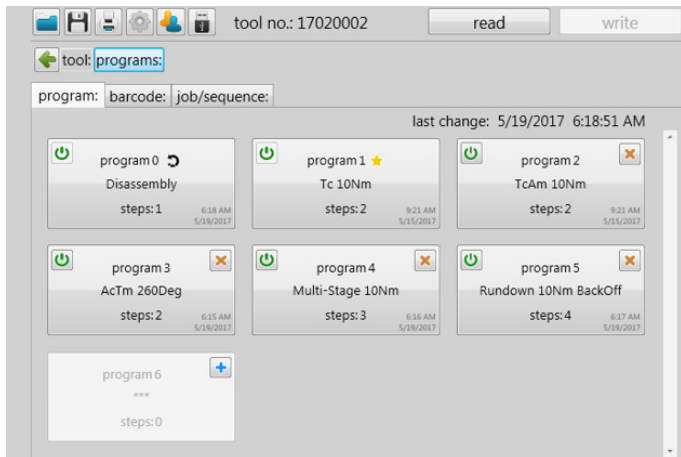 tool no.: 17020002 read write
tool: programs:
program: barcode: job/sequence:
last change: 5/19/2017 6:18:51 AM
program 0
Disassembly
steps: 1
6:18 AM
5/19/2017
program 1
Tc 10Nm
steps: 2
9:21 AM
5/15/2017
program 2
TcAm 10Nm
steps: 2
9:21 AM
5/15/2017
program 3
AcTm 260Deg
steps: 2
6:15 AM
5/19/2017
program 4
Multi-Stage 10Nm
steps: 3
6:16 AM
5/19/2017
program 5
Rundown 10Nm BackOff
steps: 4
6:17 AM
5/19/2017
program 6
***
steps: 0